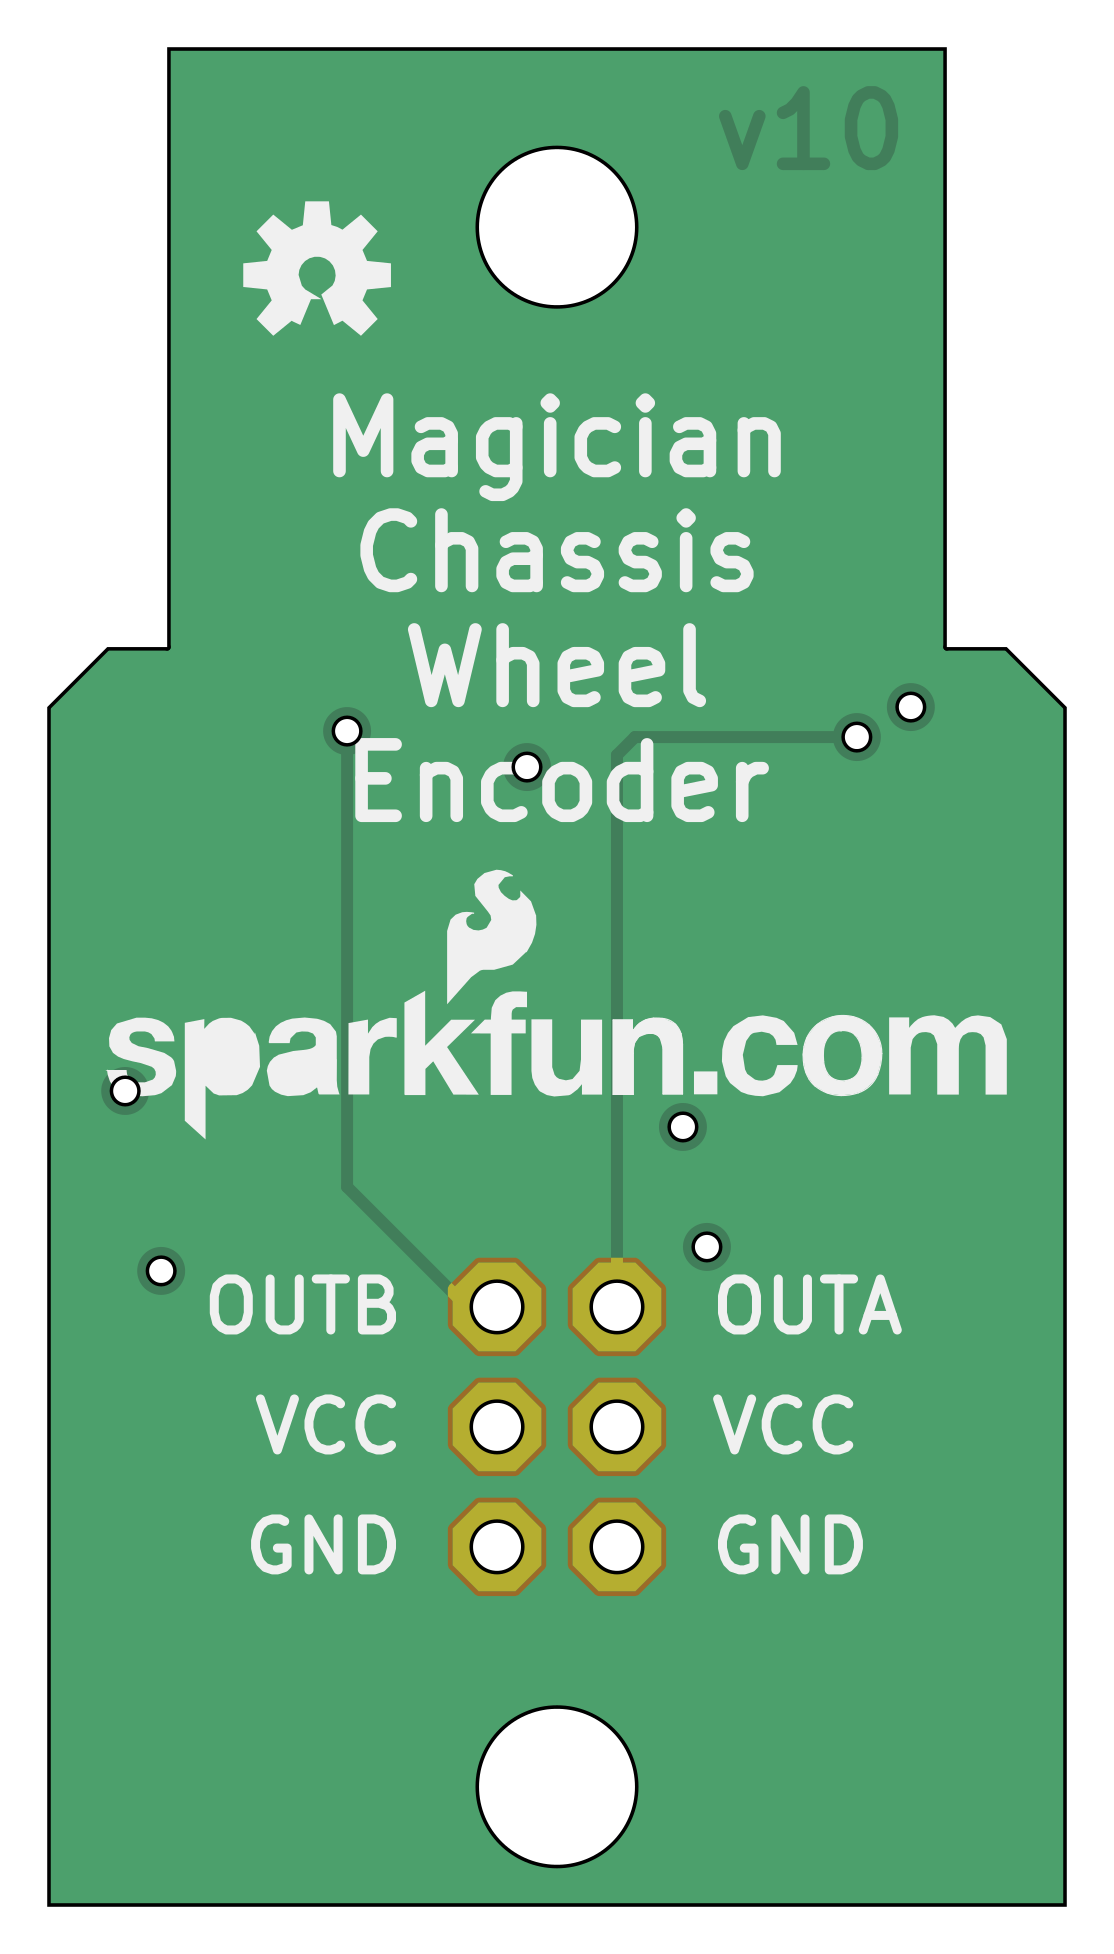 v10
Magician
Chassis
Wheel
Encoder
sparkfun.com
OUTB OUTA
VCC VCC
GND GND